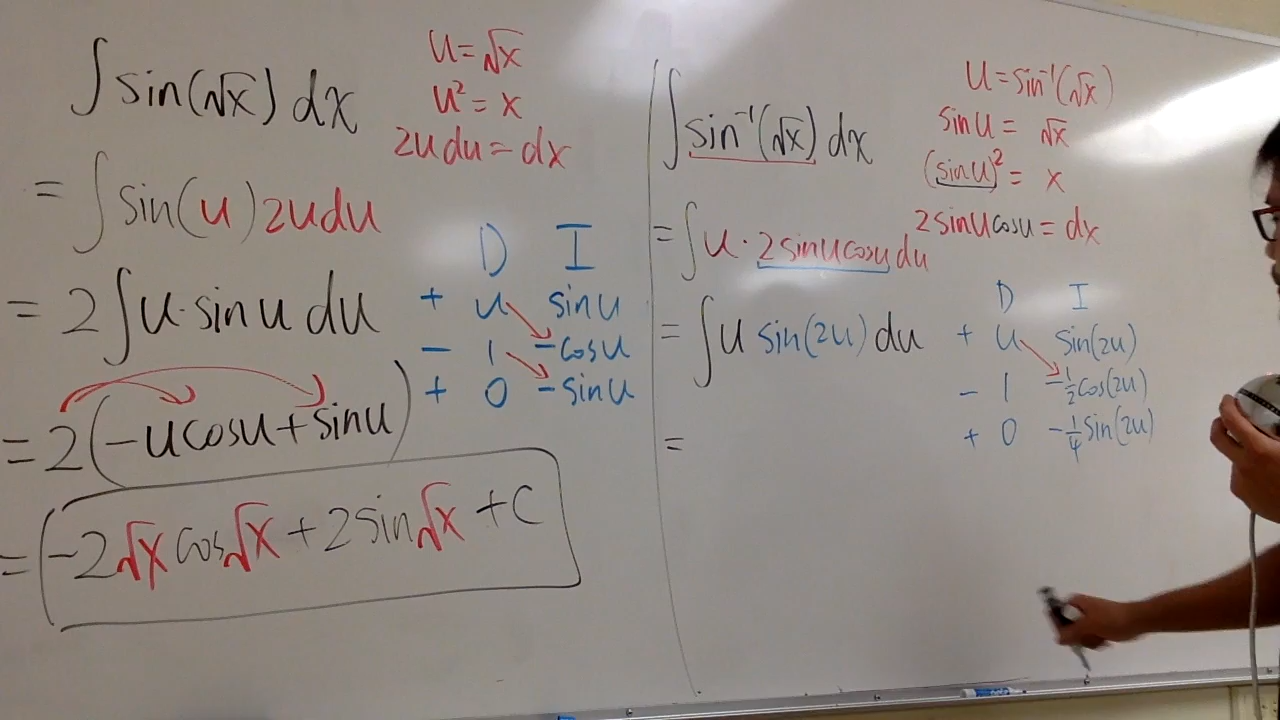 ∫ sin(√x) dx
u = √x
u² = x
2u du = dx
= ∫ sin(u) 2u du
= 2 ∫ u · sin u du
D I
+ u sin u
− 1 −cos u
+ 0 −sin u
= 2(−u cos u + sin u)
= −2√x cos√x + 2 sin√x + C
∫ sin⁻¹(√x) dx
u = sin⁻¹(√x)
sin u = √x
(sin u)² = x
2 sin u cos u = dx
= ∫ u · 2 sin u cos u du
= ∫ u sin(2u) du
D I
+ u sin(2u)
− 1 −½ cos(2u)
+ 0 −¼ sin(2u)
=